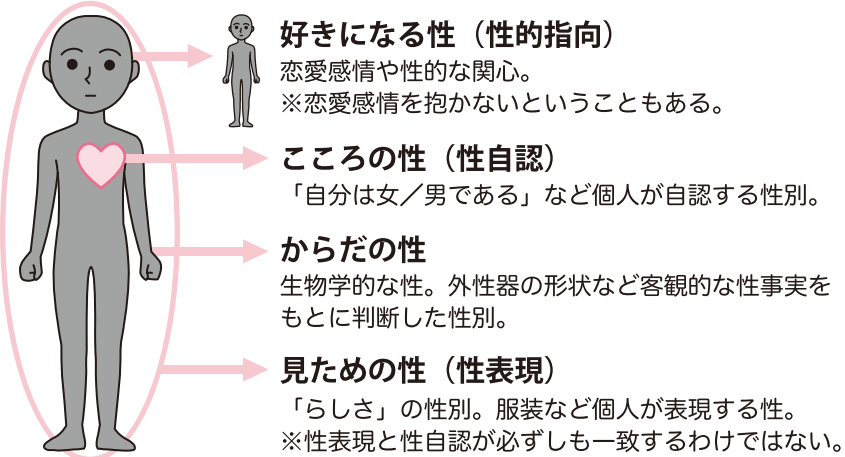 好きになる性（性的指向）
恋愛感情や性的な関心。
※恋愛感情を抱かないということもある。
こころの性（性自認）
「自分は女／男である」など個人が自認する性別。
からだの性
生物学的な性。外性器の形状など客観的な性事実を
もとに判断した性別。
見ための性（性表現）
「らしさ」の性別。服装など個人が表現する性。
※性表現と性自認が必ずしも一致するわけではない。